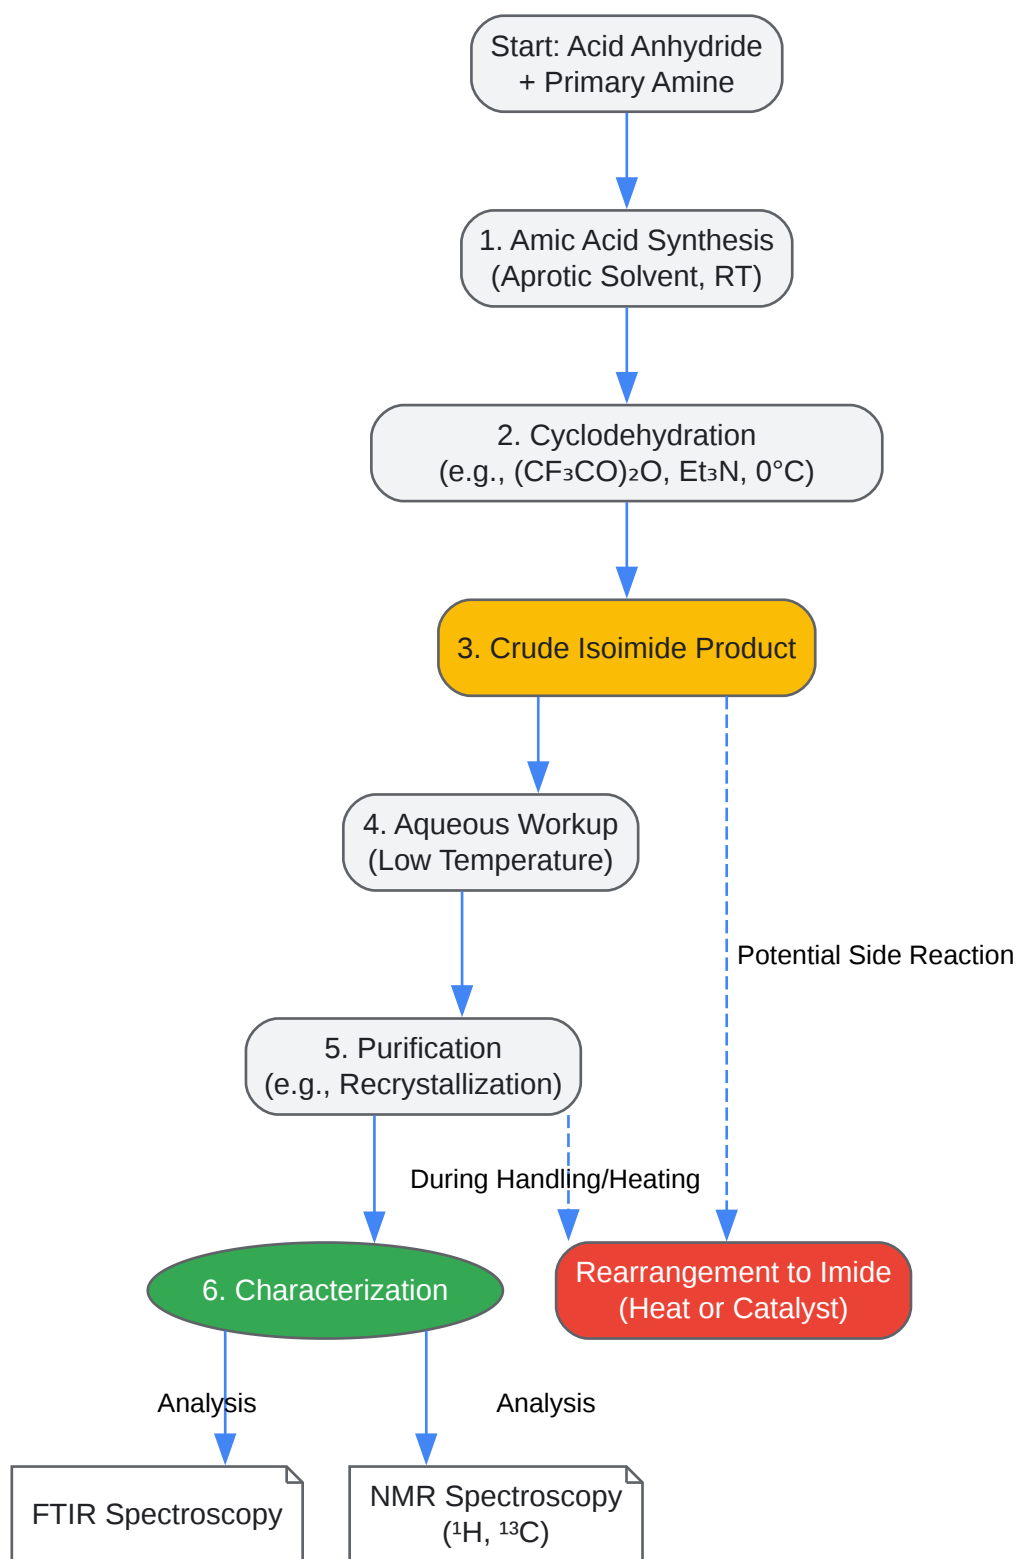 Start: Acid Anhydride
+ Primary Amine
1. Amic Acid Synthesis
(Aprotic Solvent, RT)
2. Cyclodehydration
(e.g., (CF₃CO)₂O, Et₃N, 0°C)
3. Crude Isoimide Product
4. Aqueous Workup
(Low Temperature)
Potential Side Reaction
5. Purification
(e.g., Recrystallization)
During Handling/Heating
6. Characterization
Rearrangement to Imide
(Heat or Catalyst)
Analysis
Analysis
FTIR Spectroscopy
NMR Spectroscopy
(¹H, ¹³C)